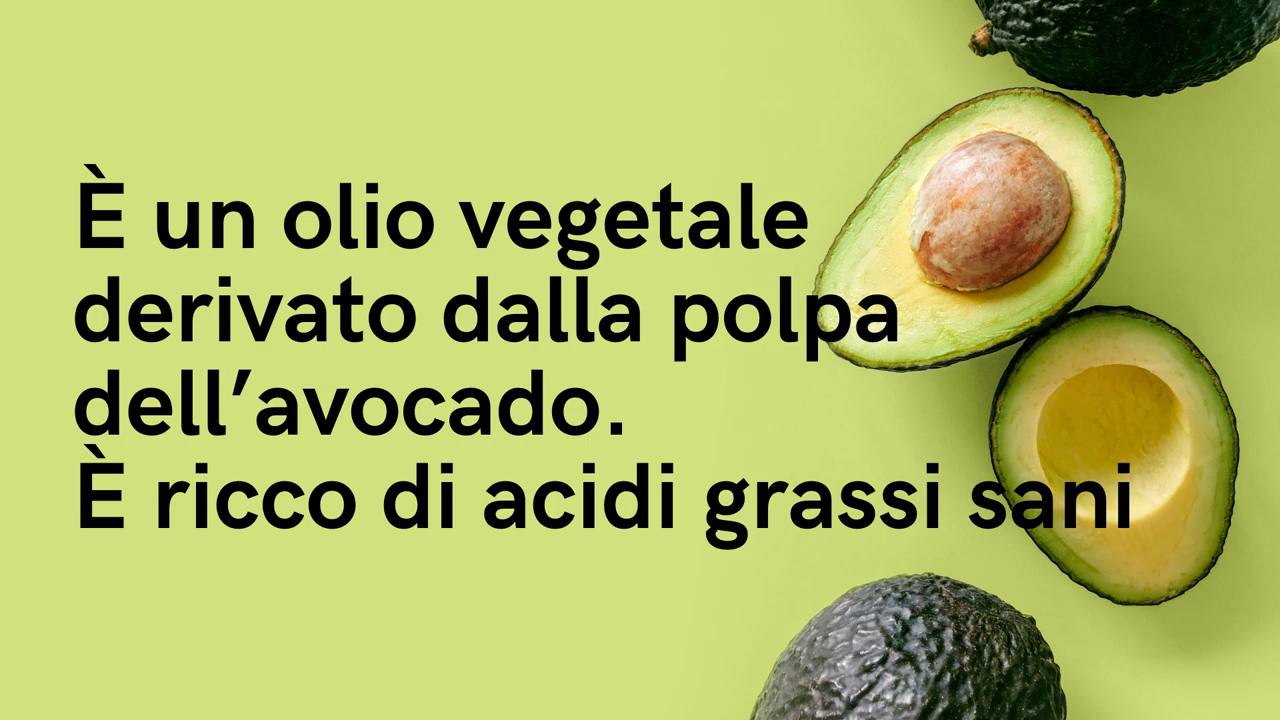 È un olio vegetale
derivato dalla polpa
dell’avocado.
È ricco di acidi grassi sani